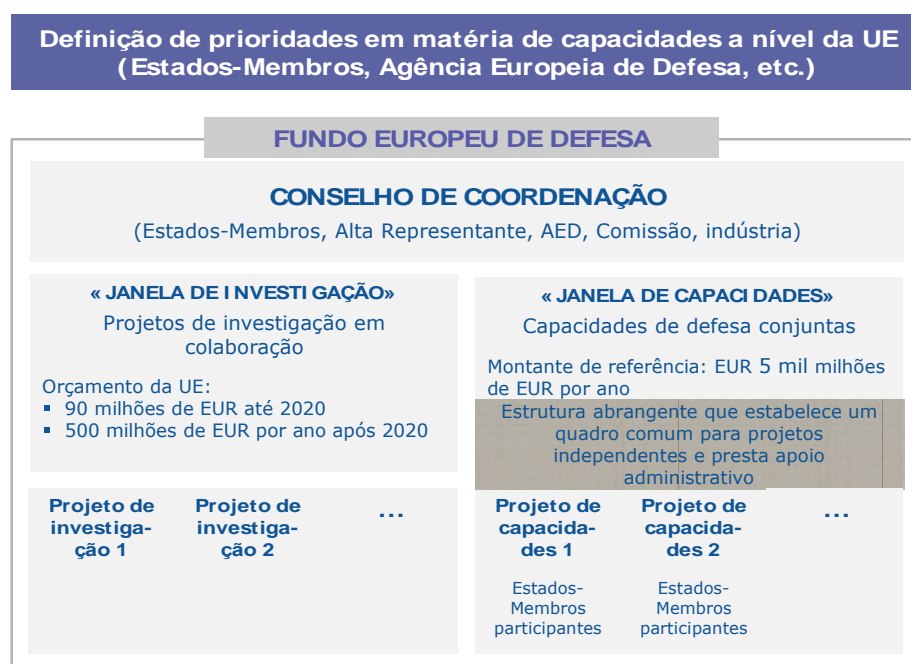 Definição de prioridades em matéria de capacidades a nível da UE
(Estados-Membros, Agência Europeia de Defesa, etc.)
FUNDO EUROPEU DE DEFESA
CONSELHO DE COORDENAÇÃO
(Estados-Membros, Alta Representante, AED, Comissão, indústria)
«JANELA DE INVESTIGAÇÃO»
Projetos de investigação em
colaboração
Orçamento da UE:
▪ 90 milhões de EUR até 2020
▪ 500 milhões de EUR por ano após 2020
Projeto de
investiga-
ção 1
Projeto de
investiga-
ção 2
...
«JANELA DE CAPACIDADES»
Capacidades de defesa conjuntas
Montante de referência: EUR 5 mil milhões
de EUR por ano
Estrutura abrangente que estabelece um
quadro comum para projetos
independentes e presta apoio
administrativo
Projeto de
capacida-
des 1
Estados-
Membros
participantes
Projeto de
capacida-
des 2
Estados-
Membros
participantes
...